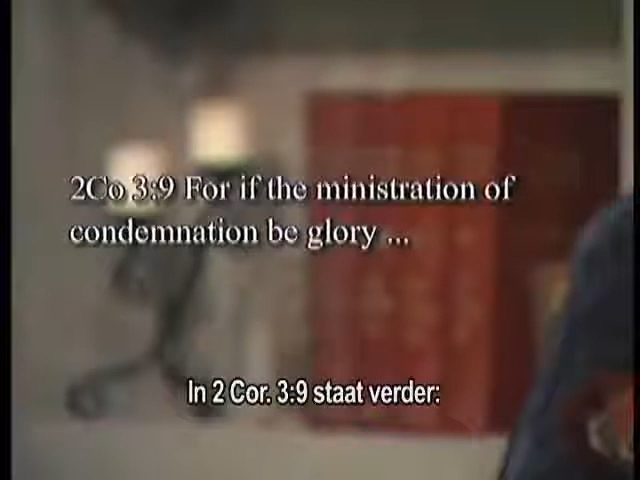 2Co 3:9 For if the ministration of
condemnation be glory ...
In 2 Cor. 3:9 staat verder: